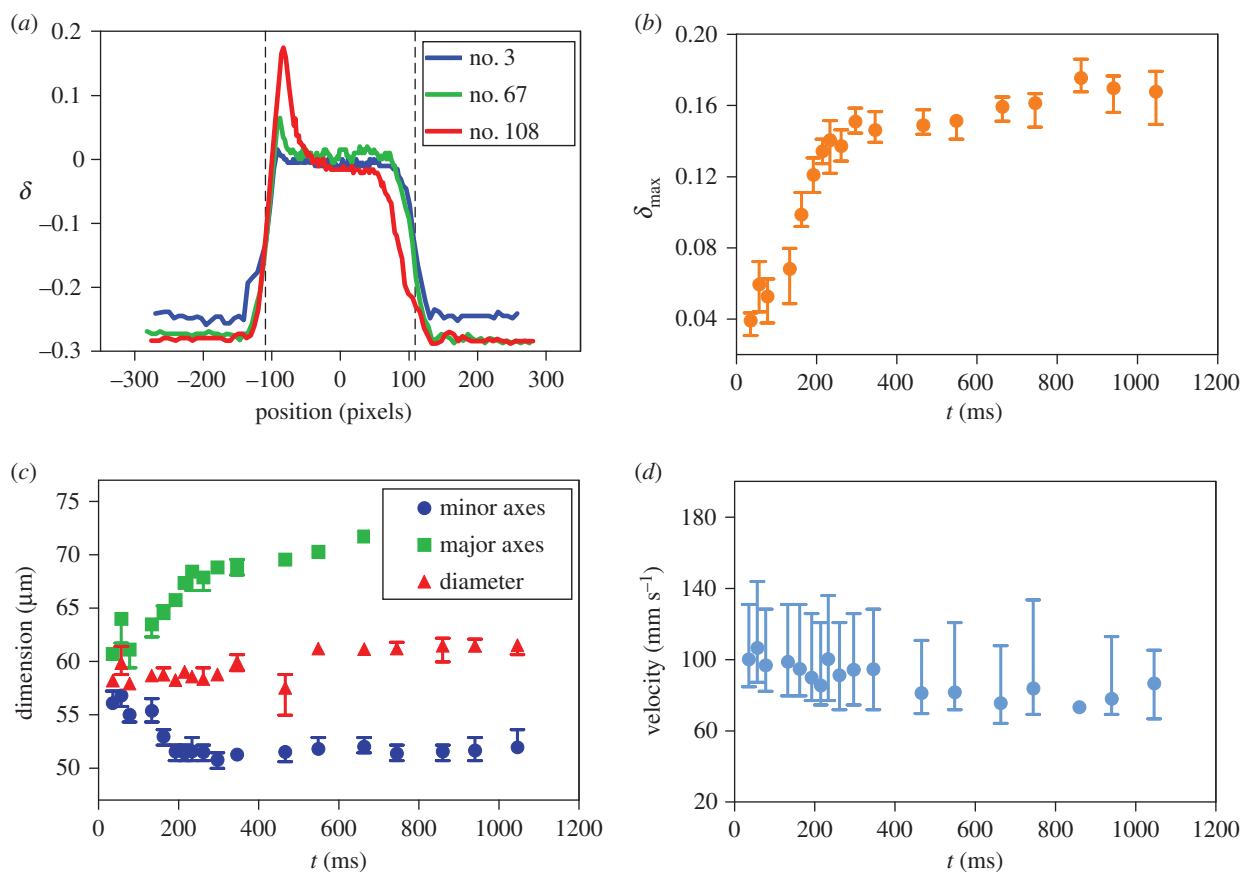 (a)
0.2
0.1
0
−0.1
−0.2
−0.3
δ
no. 3
no. 67
no. 108
−300
−200
−100
0
100
200
300
position (pixels)
(b)
0.20
0.16
0.12
0.08
0.04
δmax
0
200
400
600
800
1000
1200
t (ms)
(c)
75
70
65
60
55
50
dimension (µm)
minor axes
major axes
diameter
0
200
400
600
800
1000
1200
t (ms)
(d)
180
140
100
60
20
velocity (mm s⁻¹)
0
200
400
600
800
1000
1200
t (ms)